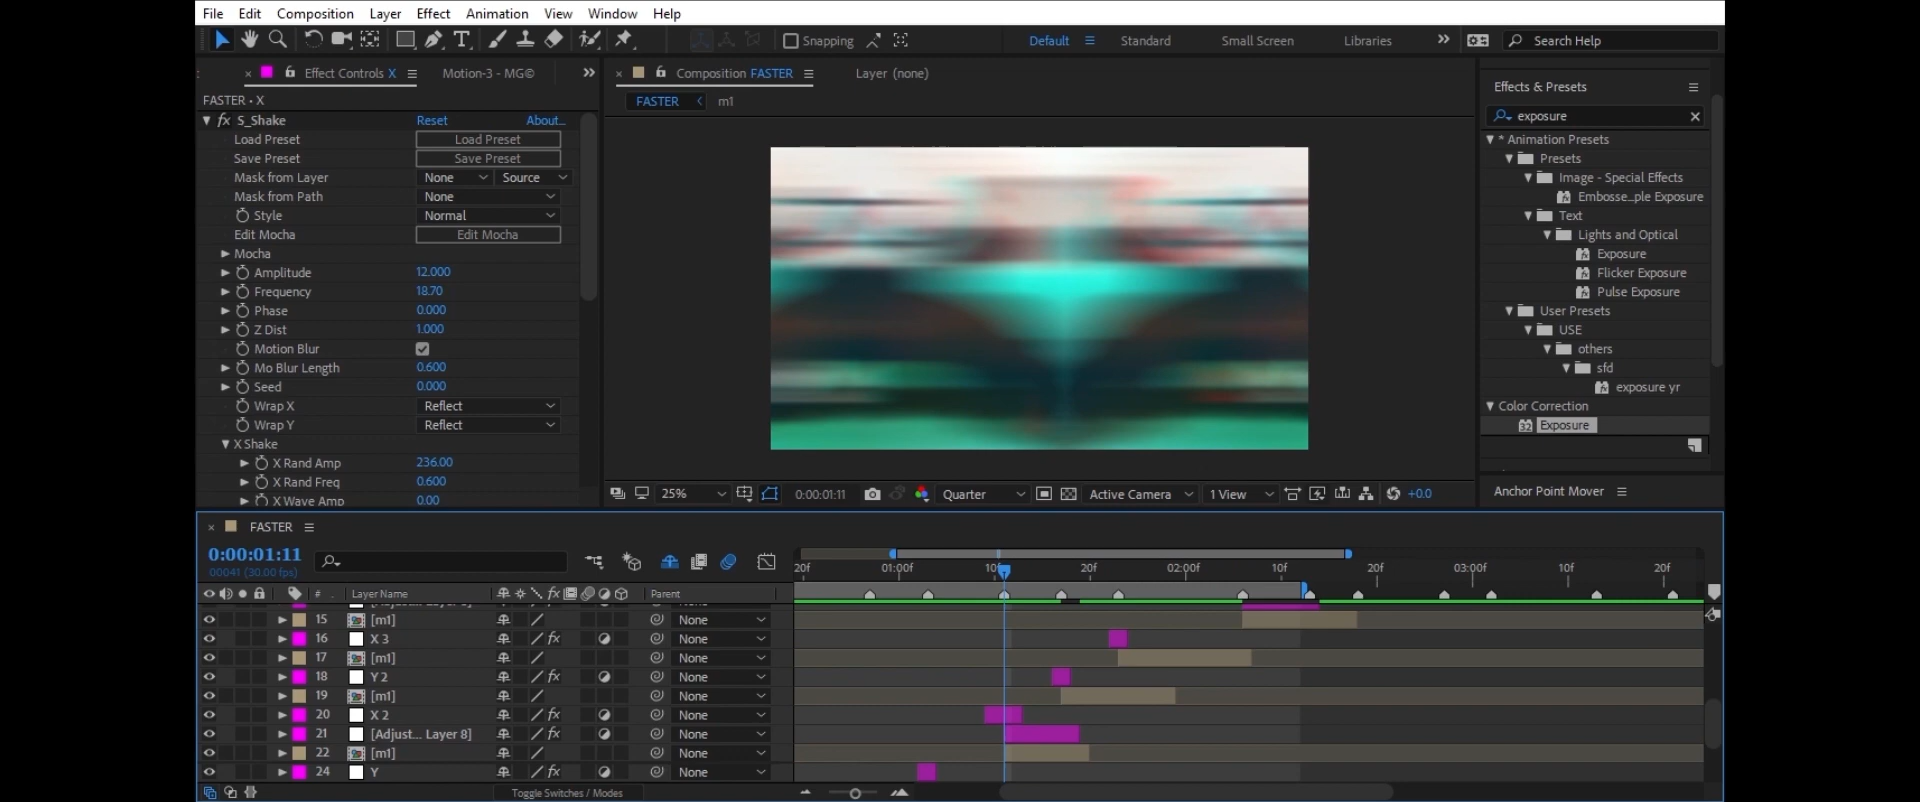 File Edit Composition Layer Effect Animation View Window Help
Snapping Default Standard Small Screen Libraries Search Help
Effect Controls X Motion-3 - MG© Composition FASTER Layer (none) Effects & Presets
FASTER • X
FASTER m1
exposure
S_Shake Reset About...
Load Preset Load Preset
Save Preset Save Preset
Mask from Layer None Source
Mask from Path None
Style Normal
Edit Mocha Edit Mocha
Mocha
Amplitude 12.000
Frequency 18.70
Phase 0.000
Z Dist 1.000
Motion Blur
Mo Blur Length 0.600
Seed 0.000
Wrap X Reflect
Wrap Y Reflect
X Shake
X Rand Amp 236.00
X Rand Freq 0.600
X Wave Amp 0.00
* Animation Presets
Presets
Image - Special Effects
Embosse...ple Exposure
Text
Lights and Optical
Exposure
Flicker Exposure
Pulse Exposure
User Presets
USE
others
sfd
exposure yr
Color Correction
32 Exposure
25% 0:00:01:11 Quarter Active Camera 1 View +0.0
Anchor Point Mover
FASTER
0:00:01:11
00041 (30.00 fps)
20f 01:00f 10f 20f 02:00f 10f 20f 03:00f 10f 20f
# Layer Name fx Parent
15 [m1] None
16 X 3 fx None
17 [m1] None
18 Y 2 fx None
19 [m1] None
20 X 2 fx None
21 [Adjust... Layer 8] fx None
22 [m1] None
24 Y fx None
Toggle Switches / Modes